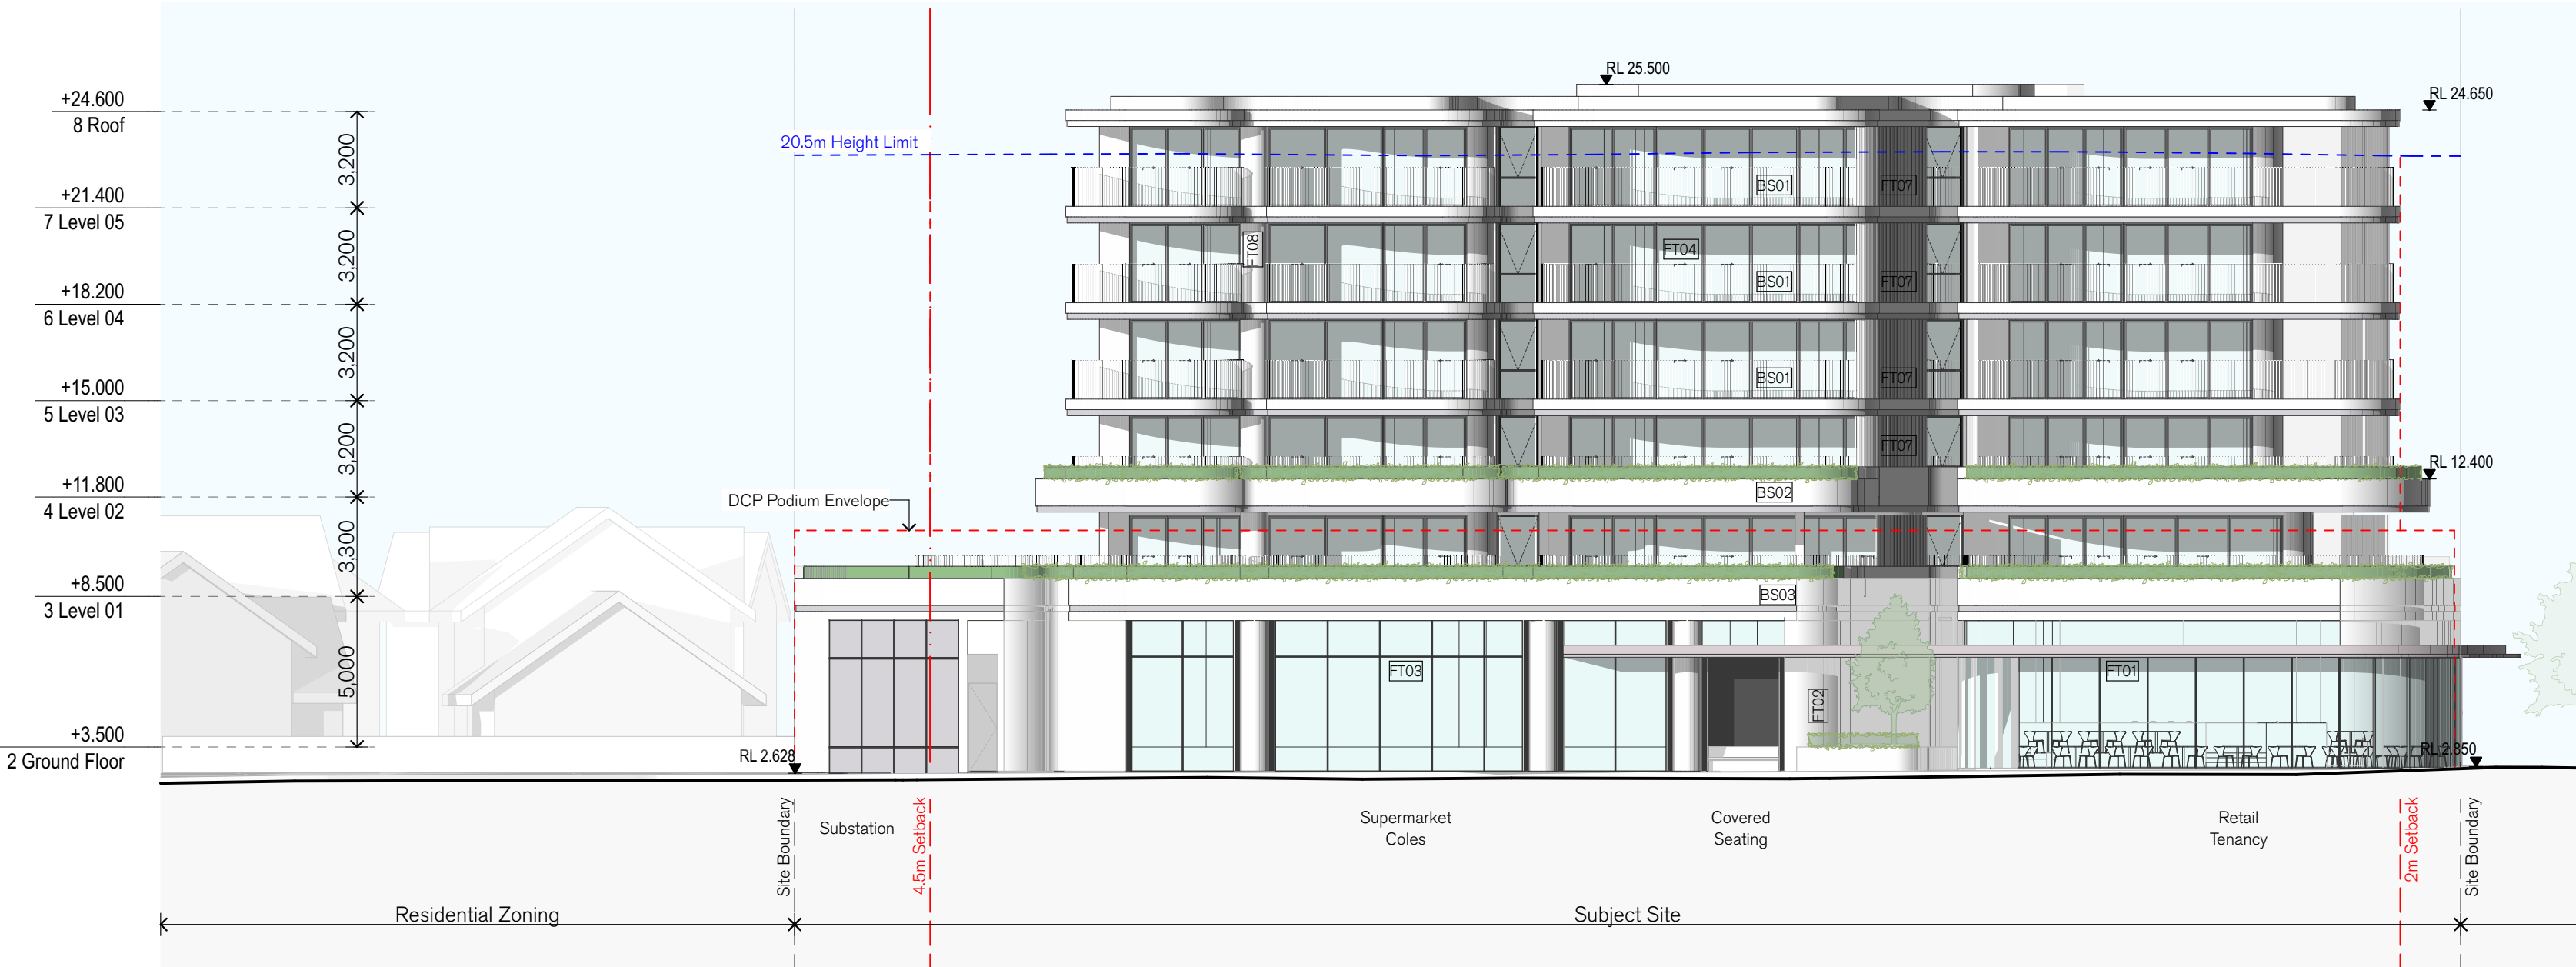 RL 25.500
+24.600
8 Roof
RL 24.650
20.5m Height Limit
3,200
BS01
FT07
+21.400
7 Level 05
FT08
FT04
3,200
BS01
FT07
+18.200
6 Level 04
3,200
BS01
FT07
+15.000
5 Level 03
3,200
FT07
RL 12.400
+11.800
4 Level 02
DCP Podium Envelope
BS02
3,300
+8.500
3 Level 01
BS03
5,000
FT03
FT01
FT02
+3.500
2 Ground Floor
RL 2.628
RL 2.850
Site Boundary
Substation
4.5m Setback
Supermarket
Coles
Covered
Seating
Retail
Tenancy
2m Setback
Site Boundary
Residential Zoning
Subject Site